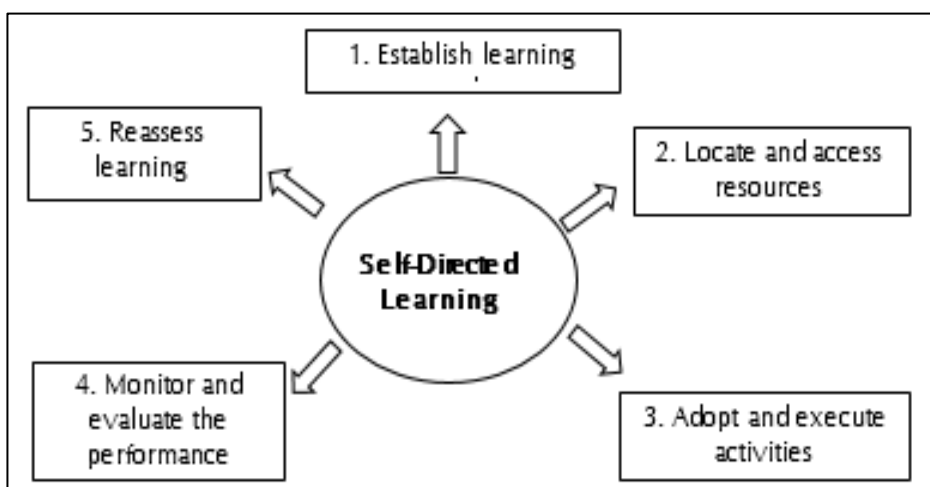 1. Establish learning
2. Locate and access
resources
3. Adopt and execute
activities
4. Monitor and
evaluate the
performance
5. Reassess
learning
Self-Directed
Learning